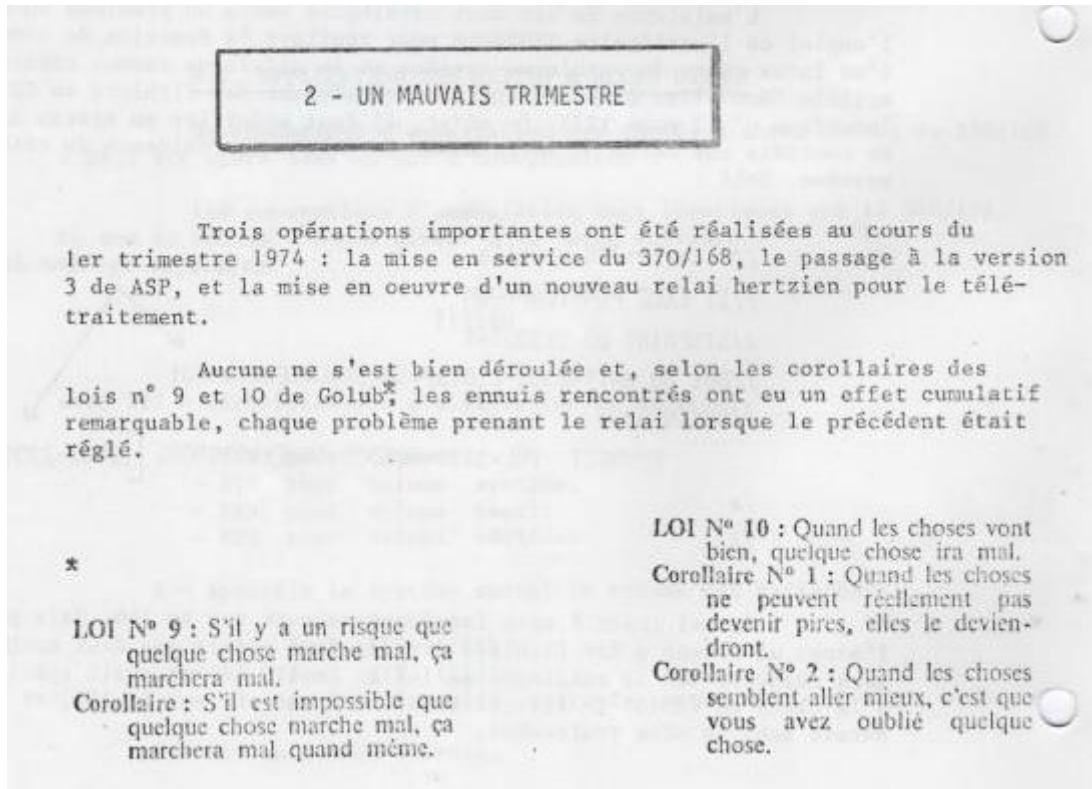 2 - UN MAUVAIS TRIMESTRE
Trois opérations importantes ont été réalisées au cours du
1er trimestre 1974 : la mise en service du 370/168, le passage à la version
3 de ASP, et la mise en oeuvre d'un nouveau relai hertzien pour le télé-
traitement.
Aucune ne s'est bien déroulée et, selon les corollaires des
lois n° 9 et 10 de Golub*, les ennuis rencontrés ont eu un effet cumulatif
remarquable, chaque problème prenant le relai lorsque le précédent était
réglé.
*
LOI N° 9 : S'il y a un risque que
quelque chose marche mal, ça
marchera mal.
Corollaire : S'il est impossible que
quelque chose marche mal, ça
marchera mal quand même.
LOI N° 10 : Quand les choses vont
bien, quelque chose ira mal.
Corollaire N° 1 : Quand les choses
ne peuvent réellement pas
devenir pires, elles le devien-
dront.
Corollaire N° 2 : Quand les choses
semblent aller mieux, c'est que
vous avez oublié quelque
chose.